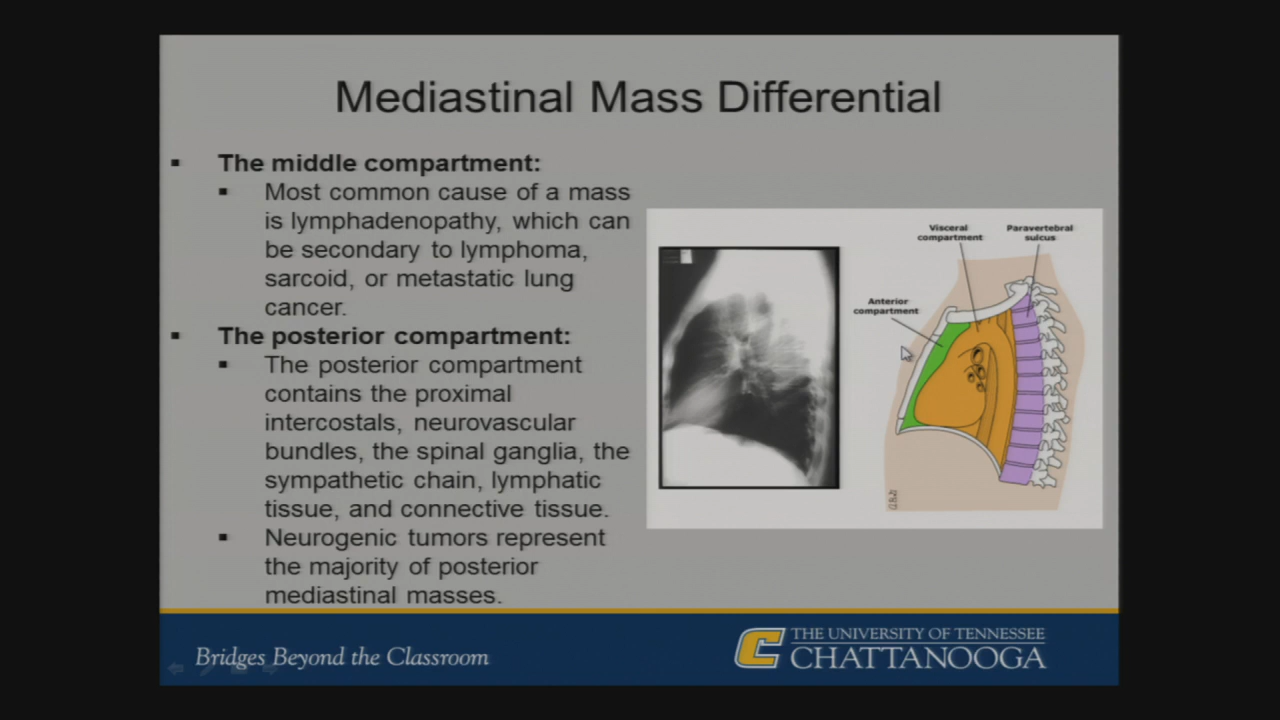 Mediastinal Mass Differential
▪ The middle compartment:
▪ Most common cause of a mass
is lymphadenopathy, which can
be secondary to lymphoma,
sarcoid, or metastatic lung
cancer.
▪ The posterior compartment:
▪ The posterior compartment
contains the proximal
intercostals, neurovascular
bundles, the spinal ganglia, the
sympathetic chain, lymphatic
tissue, and connective tissue.
▪ Neurogenic tumors represent
the majority of posterior
mediastinal masses.
Visceral
compartment
Paravertebral
sulcus
Anterior
compartment
Bridges Beyond the Classroom
C THE UNIVERSITY OF TENNESSEE
CHATTANOOGA